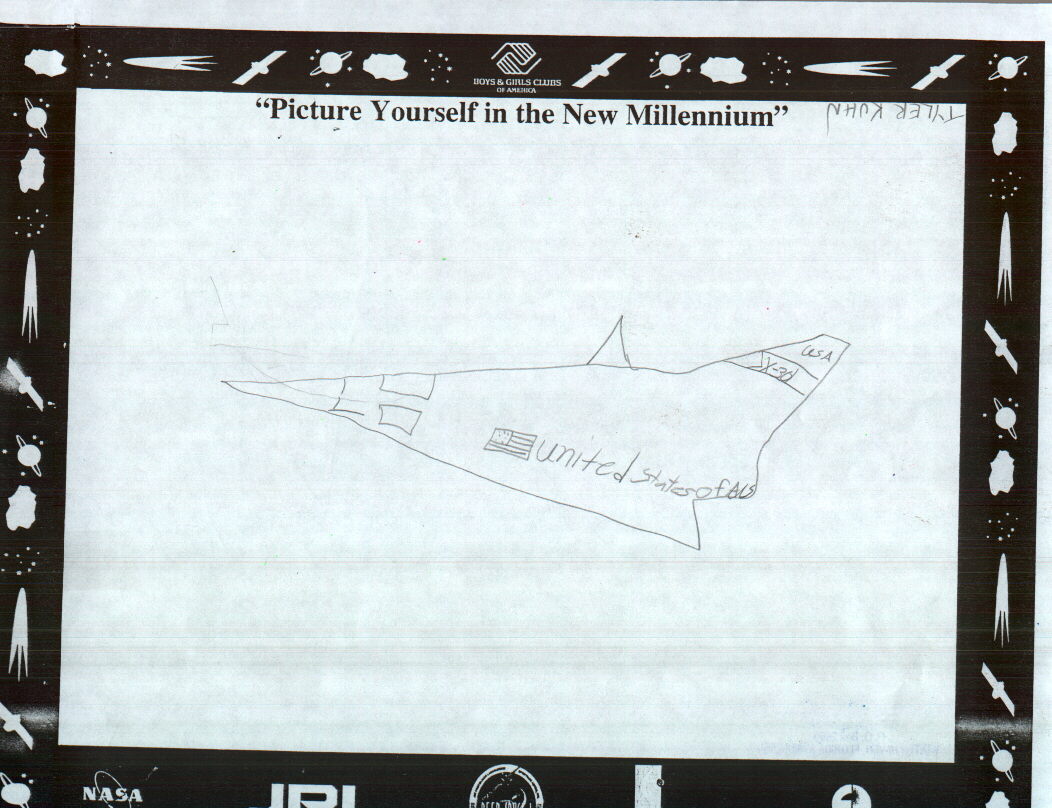 BOYS & GIRLS CLUBS
OF AMERICA
"Picture Yourself in the New Millennium"
TYLER KUHN
USA
X-30
United States of AUS
NASA
JPL